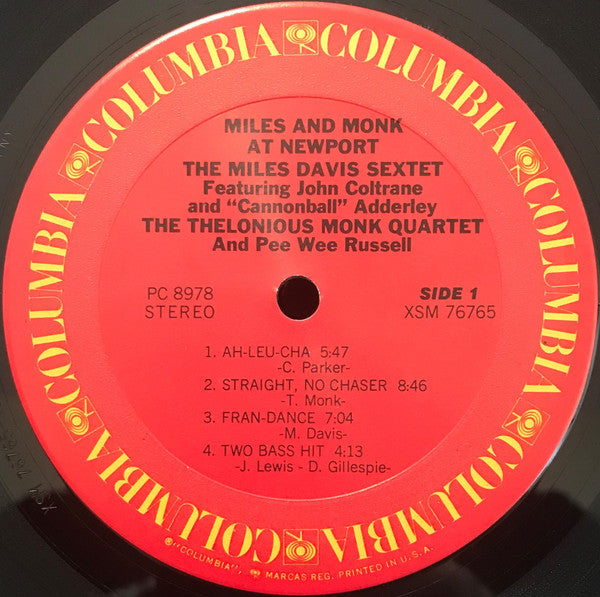 MILES AND MONK
AT NEWPORT
THE MILES DAVIS SEXTET
Featuring John Coltrane
and "Cannonball" Adderley
THE THELONIOUS MONK QUARTET
And Pee Wee Russell
PC 8978
STEREO
SIDE 1
XSM 76765
1. AH-LEU-CHA 5:47
-C. Parker-
2. STRAIGHT, NO CHASER 8:46
-T. Monk-
3. FRAN-DANCE 7:04
-M. Davis-
4. TWO BASS HIT 4:13
-J. Lewis - D. Gillespie-
COLUMBIA COLUMBIA COLUMBIA COLUMBIA COLUMBIA COLUMBIA
®"COLUMBIA", MARCAS REG. PRINTED IN U.S.A.